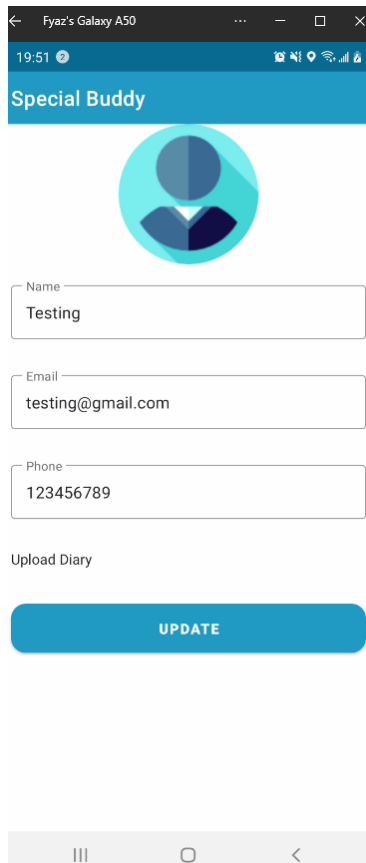 Fyaz's Galaxy A50
19:51 2
Special Buddy
Name
Testing
Email
testing@gmail.com
Phone
123456789
Upload Diary
UPDATE